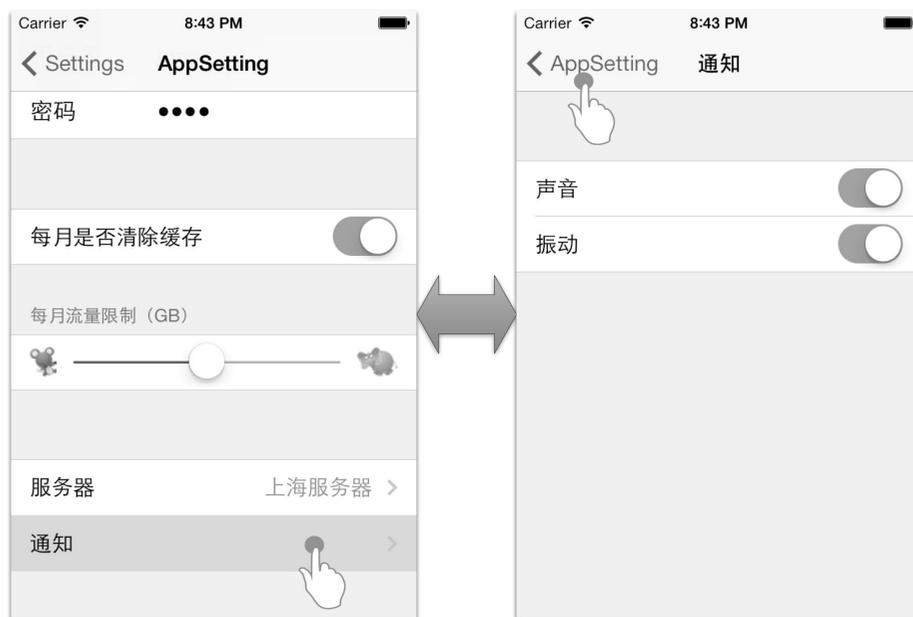 Carrier 8:43 PM
Settings AppSetting
密码 ●●●●
每月是否清除缓存
每月流量限制（GB）
服务器 上海服务器
通知
Carrier 8:43 PM
AppSetting 通知
声音
振动